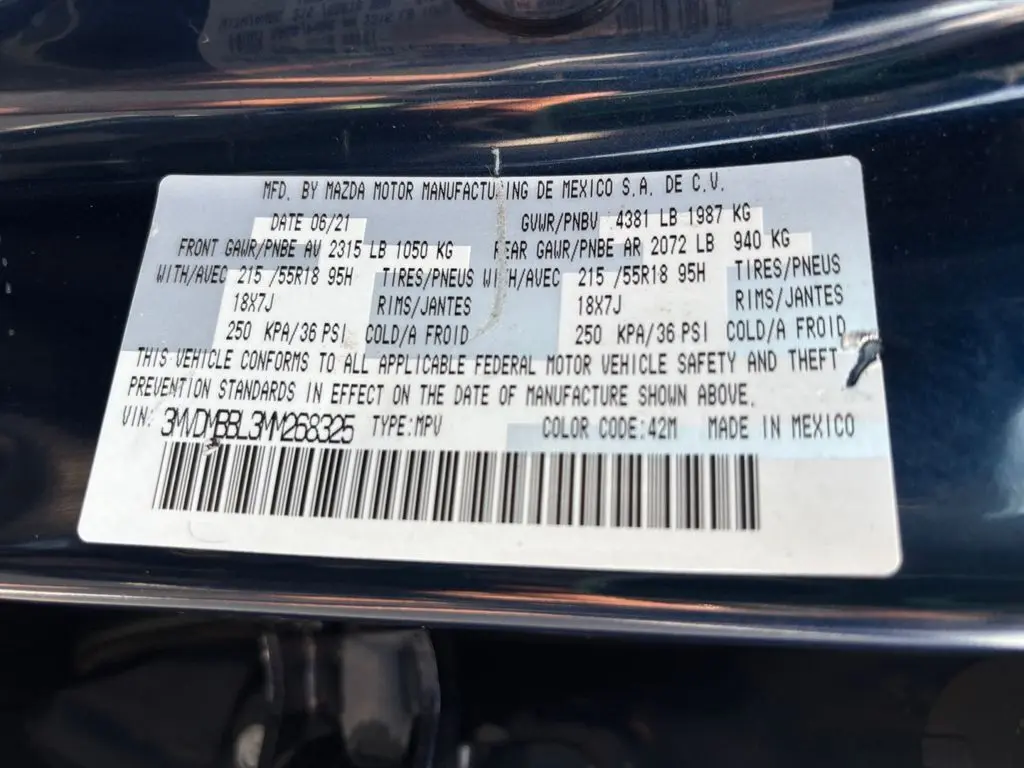 MFD. BY MAZDA MOTOR MANUFACTURING DE MEXICO S.A. DE C.V.
DATE 06/21 GVWR/PNBV 4381 LB 1987 KG
FRONT GAWR/PNBE AV 2315 LB 1050 KG REAR GAWR/PNBE AR 2072 LB 940 KG
WITH/AVEC 215 /55R18 95H TIRES/PNEUS WITH/AVEC 215 /55R18 95H TIRES/PNEUS
18X7J RIMS/JANTES 18X7J RIMS/JANTES
250 KPA/36 PSI COLD/A FROID 250 KPA/36 PSI COLD/A FROID
THIS VEHICLE CONFORMS TO ALL APPLICABLE FEDERAL MOTOR VEHICLE SAFETY AND THEFT
PREVENTION STANDARDS IN EFFECT ON THE DATE OF MANUFACTURE SHOWN ABOVE.
VIN: 3MVDMBBL3MM268325 TYPE:MPV COLOR CODE:42M MADE IN MEXICO